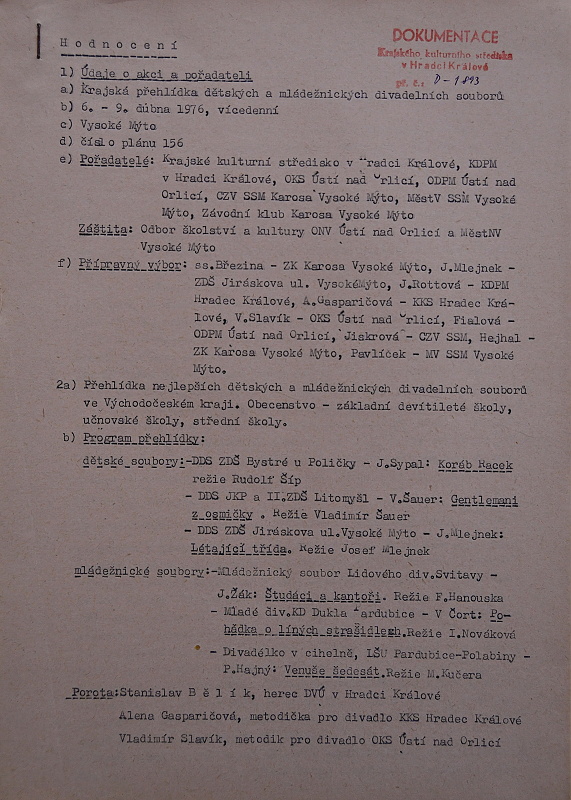 DOKUMENTACE
Krajského kulturního střediska
v Hradci Králové
př. č.: D-1893
Hodnocení
1) Údaje o akci a pořadateli
a) Krajská přehlídka dětských a mládežnických divadelních souborů
b) 6. - 9. dubna 1976, vícedenní
c) Vysoké Mýto
d) číslo plánu 156
e) Pořadatelé: Krajské kulturní středisko v Hradci Králové, KDPM
v Hradci Králové, OKS Ústí nad Orlicí, ODPM Ústí nad
Orlicí, CZV SSM Karosa Vysoké Mýto, MěstV SSM Vysoké
Mýto, Závodní klub Karosa Vysoké Mýto
Záštita: Odbor školství a kultury ONV Ústí nad Orlicí a MěstNV
Vysoké Mýto
f) Přípravný výbor: ss.Březina - ZK Karosa Vysoké Mýto, J.Mlejnek -
ZDŠ Jiráskova ul. VysokéMýto, J.Rottová - KDPM
Hradec Králové, A.Gasparičová - KKS Hradec Krá-
lové, V.Slavík - OKS Ústí nad Orlicí, Fialová -
ODPM Ústí nad Orlicí, Jiskrová - CZV SSM, Hejhal -
ZK Karosa Vysoké Mýto, Pavlíček - MV SSM Vysoké
Mýto.
2a) Přehlídka nejlepších dětských a mládežnických divadelních souborů
ve Východočeském kraji. Obecenstvo - základní devítileté školy,
učnovské školy, střední školy.
b) Program přehlídky:
dětské soubory:-DDS ZDŠ Bystré u Poličky - J.Sypal: Koráb Racek
režie Rudolf Šíp
- DDS JKP a II.ZDŠ Litomyšl - V.Šauer: Gentlemani
z osmičky . Režie Vladimír Šauer
- DDS ZDŠ Jiráskova ul.Vysoké Mýto - J.Mlejnek:
Létající třída. Režie Josef Mlejnek
mládežnické soubory:-Mládežnický soubor Lidového div.Svitavy -
J.Žák: Študáci a kantoři. Režie F.Hanouska
- Mladé div.KD Dukla Pardubice - V Čort: Po-
hádka o líných strašidlech.Režie I.Nováková
- Divadélko v cihelně, LŠU Pardubice-Polabiny -
P.Hajný: Venuše šedesát.Režie M.Kučera
Porota:Stanislav B ě l í k, herec DVÚ v Hradci Králové
Alena Gasparičová, metodička pro divadlo KKS Hradec Králové
Vladimír Slavík, metodik pro divadlo OKS Ústí nad Orlicí